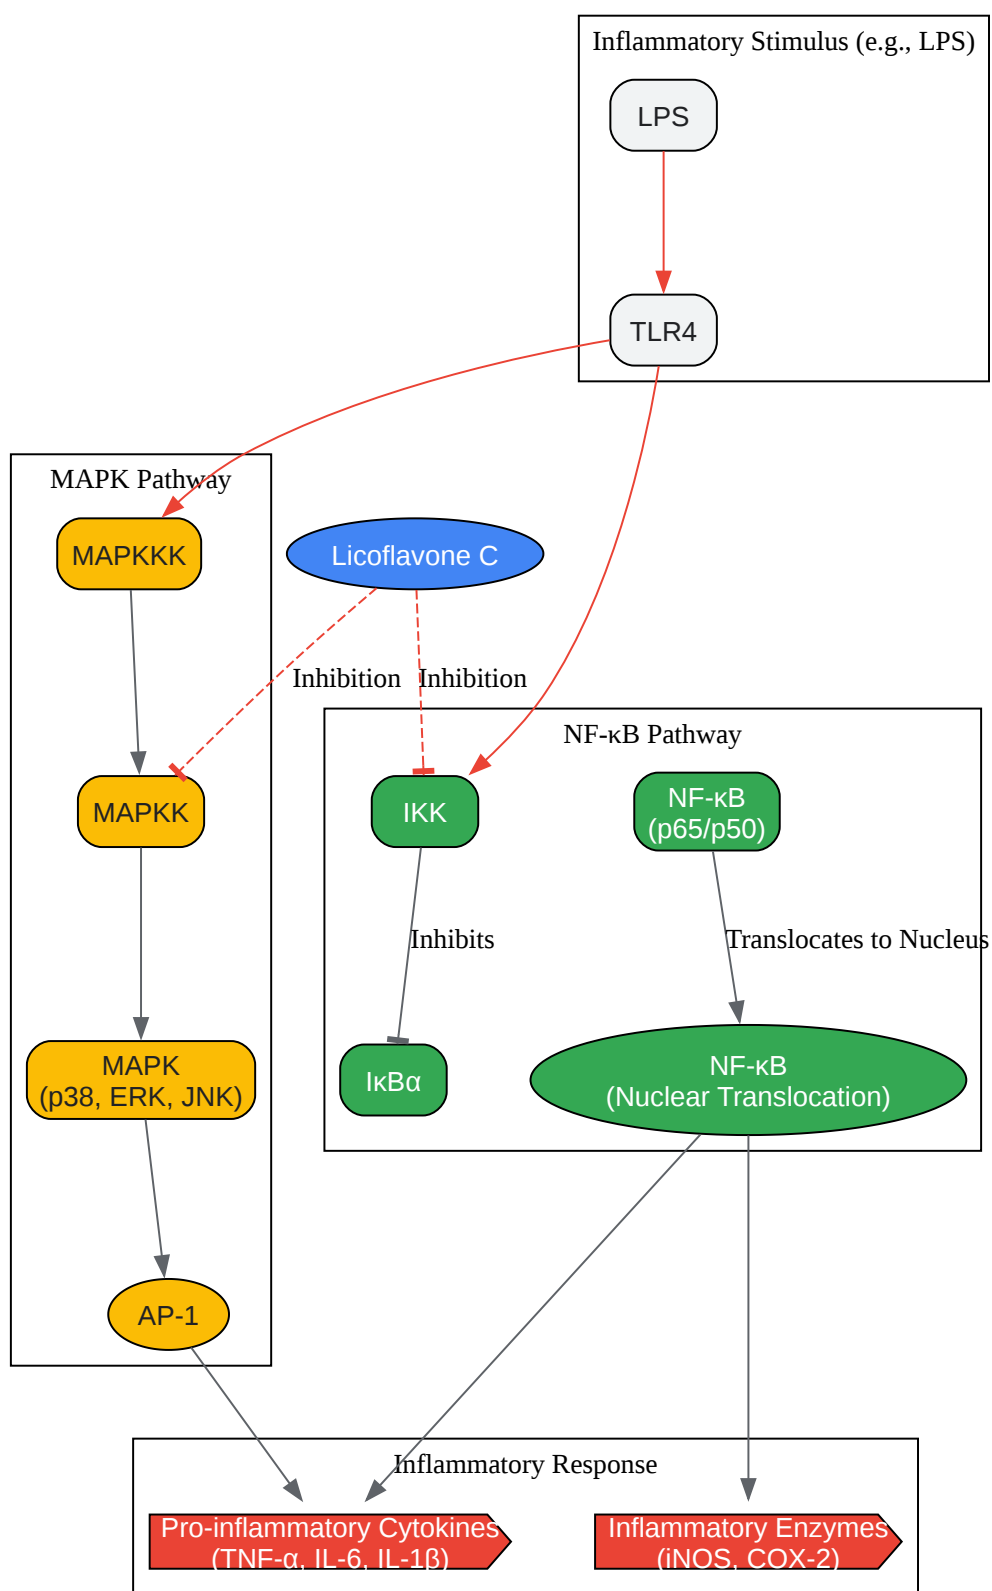 Inflammatory Stimulus (e.g., LPS)
LPS
TLR4
MAPK Pathway
MAPKKK
Licoflavone C
Inhibition
Inhibition
NF-κB Pathway
MAPKK
IKK
NF-κB
(p65/p50)
Inhibits
Translocates to Nucleus
MAPK
(p38, ERK, JNK)
IκBα
NF-κB
(Nuclear Translocation)
AP-1
Inflammatory Response
Pro-inflammatory Cytokines
(TNF-α, IL-6, IL-1β)
Inflammatory Enzymes
(iNOS, COX-2)